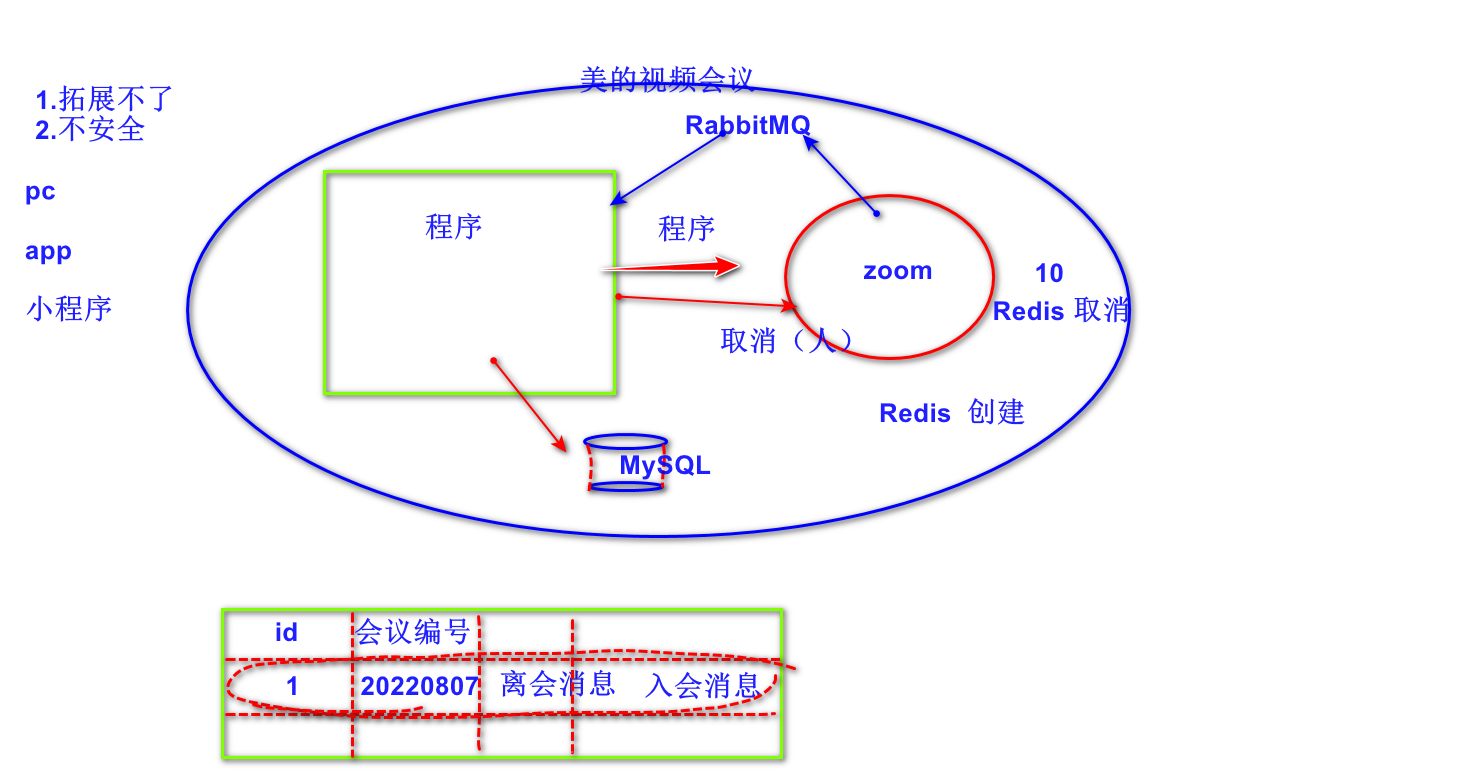 美的视频会议
1.拓展不了
2.不安全
RabbitMQ
pc
程序
程序
app
zoom
10
小程序
Redis 取消
取消（人）
Redis 创建
MySQL
id 会议编号
1 20220807 离会消息 入会消息